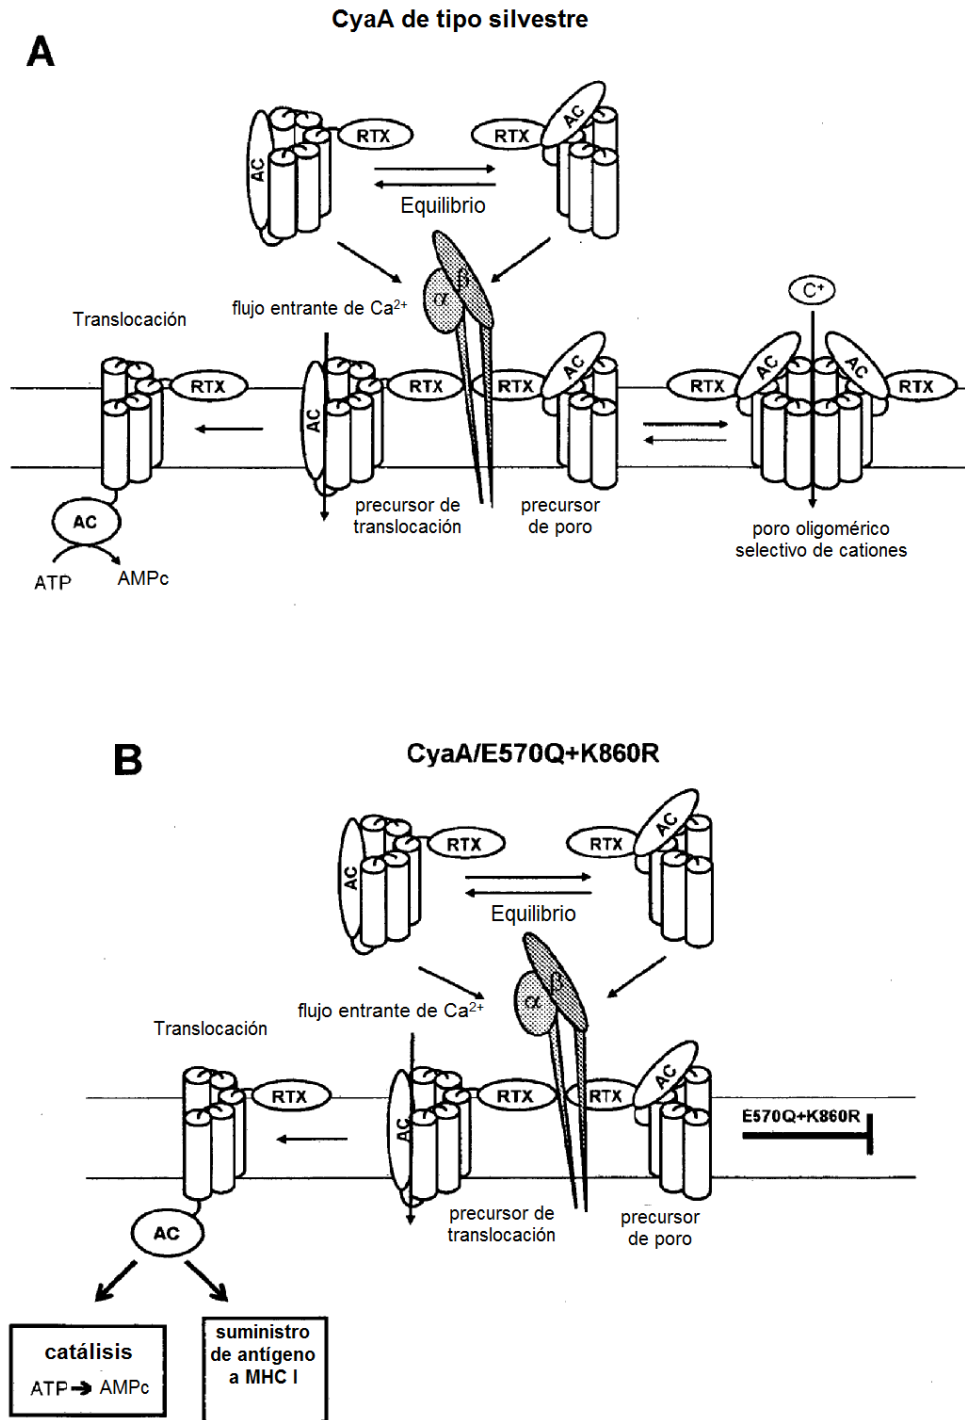 CyaA de tipo silvestre
A
AC
RTX
RTX
AC
Equilibrio
α
β
C⁺
Translocación
flujo entrante de Ca²⁺
RTX
AC
RTX
RTX
AC
RTX
AC
AC
RTX
AC
ATP
AMPc
precursor de
translocación
precursor
de poro
poro oligomérico
selectivo de cationes
B
CyaA/E570Q+K860R
AC
RTX
RTX
AC
Equilibrio
α
β
Translocación
flujo entrante de Ca²⁺
RTX
AC
RTX
RTX
AC
E570Q+K860R
AC
precursor de
translocación
precursor
de poro
catálisis
ATP → AMPc
suministro
de antígeno
a MHC I